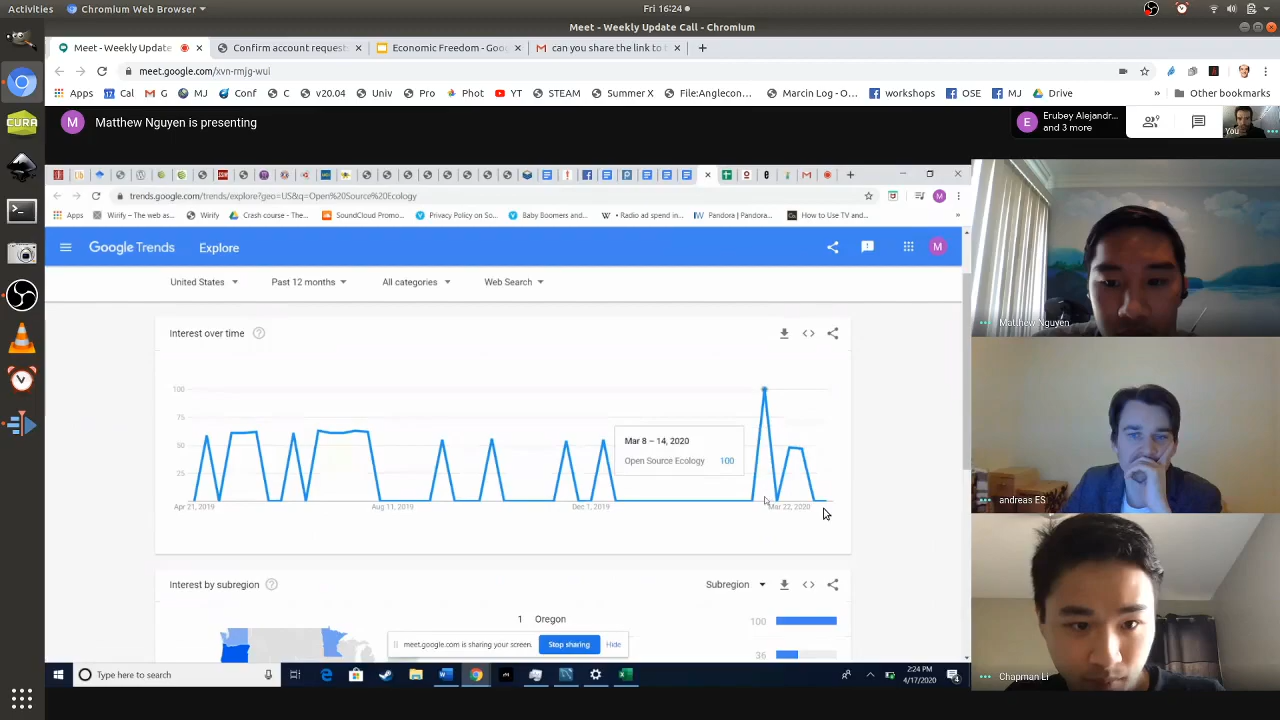 Activities Chromium Web Browser Fri 16:24
Meet - Weekly Update Call - Chromium
Meet - Weekly Update Confirm account request Economic Freedom - Goo can you share the link to
meet.google.com/xvn-rmjg-wui
Apps Cal G MJ Conf C v20.04 Univ Pro Phot YT STEAM Summer X File:Anglecon... Marcin Log - O... workshops OSE MJ Drive » Other bookmarks
M Matthew Nguyen is presenting
E Erubey Alejandr... and 3 more
You
trends.google.com/trends/explore?geo=US&q=Open%20Source%20Ecology
Apps Wirify — The web as... Wirify Crash course - The... SoundCloud Promo... Privacy Policy on So... Baby Boomers and... • Radio ad spend in... Pandora | Pandora... How to Use TV and
Google Trends Explore M
United States Past 12 months All categories Web Search
Interest over time
100
75
50
25
Mar 8 – 14, 2020
Open Source Ecology 100
Apr 21, 2019 Aug 11, 2019 Dec 1, 2019 Mar 22, 2020
Interest by subregion Subregion
1 Oregon 100
36
meet.google.com is sharing your screen. Stop sharing Hide
Type here to search
2:24 PM
4/17/2020
4
Matthew Nguyen
andreas ES
Chapman Li
CURA